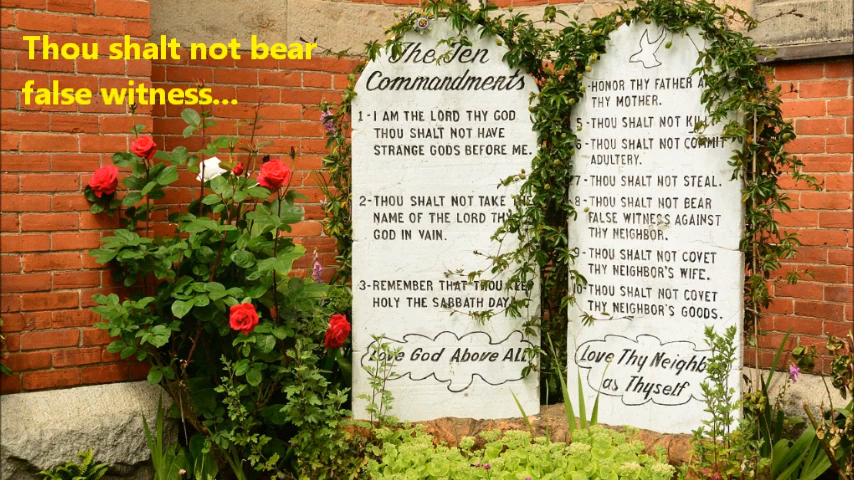 Thou shalt not bear
false witness...
The Ten
Commandments
1-I AM THE LORD THY GOD
THOU SHALT NOT HAVE
STRANGE GODS BEFORE ME.
2-THOU SHALT NOT TAKE
NAME OF THE LORD
GOD IN VAIN.
3-REMEMBER THAT THOU
HOLY THE SABBATH DAY
Love God Above All
-HONOR THY FATHER
THY MOTHER.
5-THOU SHALT NOT KILL
6-THOU SHALT NOT COMMIT
ADULTERY.
7-THOU SHALT NOT STEAL.
8-THOU SHALT NOT BEAR
FALSE WITNESS AGAINST
THY NEIGHBOR.
9-THOU SHALT NOT COVET
THY NEIGHBOR'S WIFE.
10-THOU SHALT NOT COVET
THY NEIGHBOR'S GOODS.
Love Thy Neighb
as Thyself